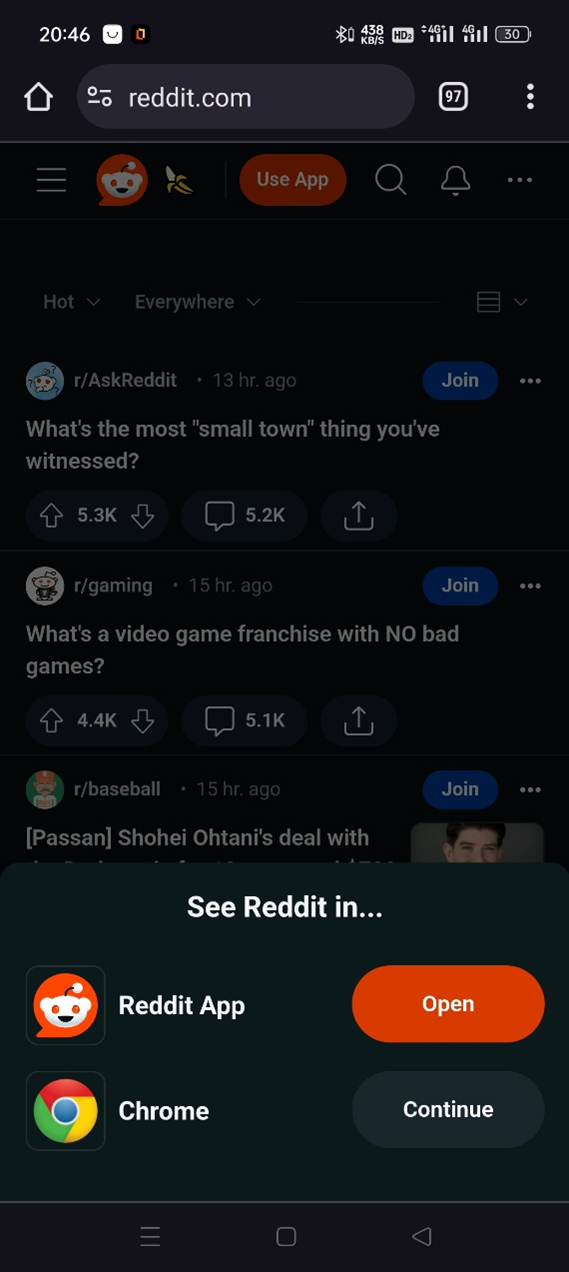 20:46 438 KB/S HD2 4G+ 4G 30
reddit.com 97
Use App
Hot Everywhere
r/AskReddit • 13 hr. ago Join
What's the most "small town" thing you've
witnessed?
5.3K 5.2K
r/gaming • 15 hr. ago Join
What's a video game franchise with NO bad
games?
4.4K 5.1K
r/baseball • 15 hr. ago Join
[Passan] Shohei Ohtani's deal with
See Reddit in...
Reddit App Open
Chrome Continue